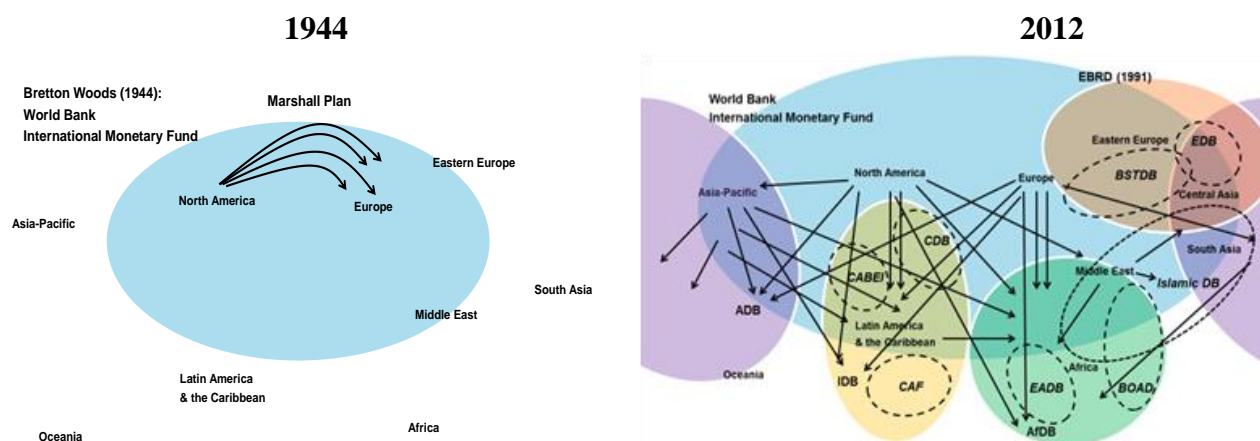 1944
Bretton Woods (1944):
World Bank
International Monetary Fund
Marshall Plan
Eastern Europe
North America
Europe
Asia-Pacific
South Asia
Middle East
Latin America
& the Caribbean
Oceania
Africa
2012
EBRD (1991)
World Bank
International Monetary Fund
Eastern Europe
EDB
BSTDB
North America
Europe
Asia-Pacific
Central Asia
CDB
South Asia
CABEI
Middle East
Islamic DB
ADB
Latin America
& the Caribbean
Oceania
IDB
CAF
Africa
EADB
BOAD
AfDB